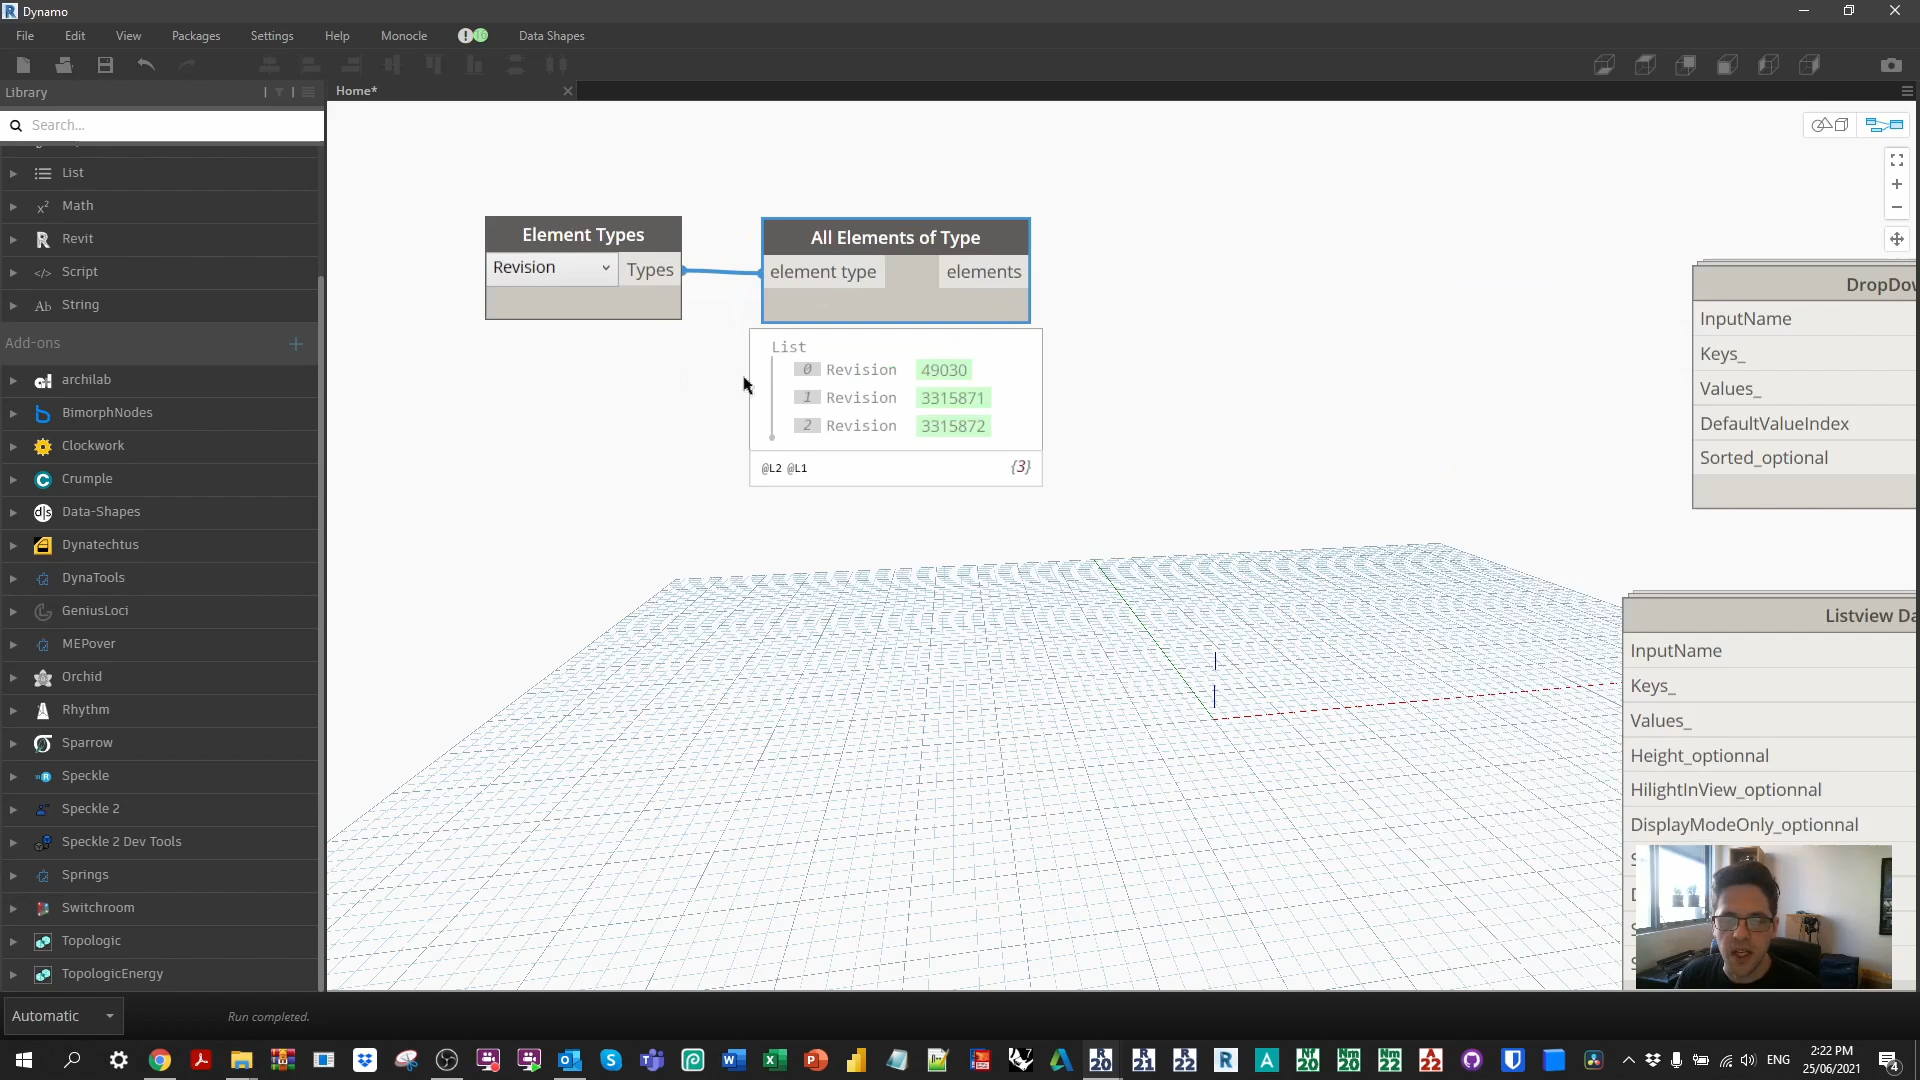 Dynamo
File Edit View Packages Settings Help Monocle 16 Data Shapes
Library
Home*
Search...
List
Math
Revit
Script
String
Add-ons
archilab
BimorphNodes
Clockwork
Crumple
Data-Shapes
Dynatechtus
DynaTools
GeniusLoci
MEPover
Orchid
Rhythm
Sparrow
Speckle
Speckle 2
Speckle 2 Dev Tools
Springs
Switchroom
Topologic
TopologicEnergy
Element Types
Revision Types
All Elements of Type
element type elements
List
0 Revision 49030
1 Revision 3315871
2 Revision 3315872
@L2 @L1 {3}
DropDow
InputName
Keys_
Values_
DefaultValueIndex
Sorted_optional
Listview Da
InputName
Keys_
Values_
Height_optionnal
HilightInView_optionnal
DisplayModeOnly_optionnal
Automatic Run completed.
ENG
2:22 PM
25/06/2021